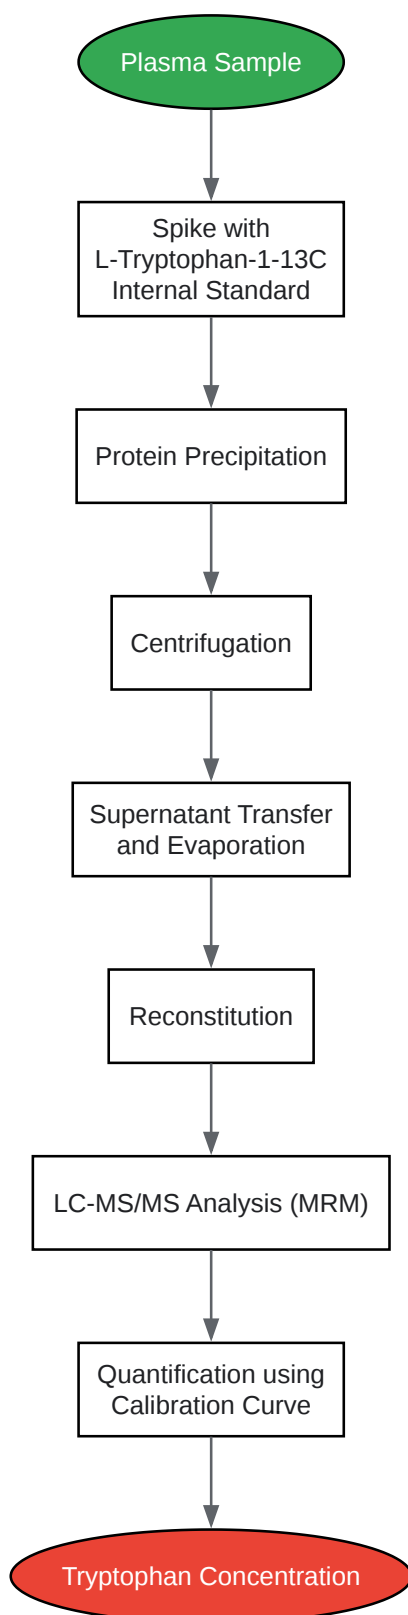 Plasma Sample
Spike with
L-Tryptophan-1-13C
Internal Standard
Protein Precipitation
Centrifugation
Supernatant Transfer
and Evaporation
Reconstitution
LC-MS/MS Analysis (MRM)
Quantification using
Calibration Curve
Tryptophan Concentration